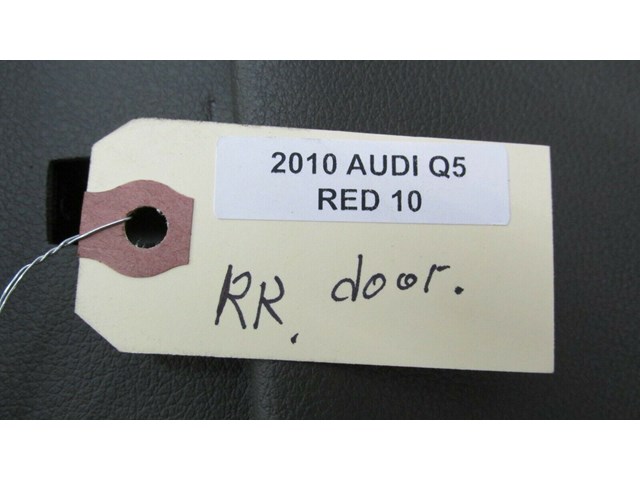 2010 AUDI Q5
RED 10
RR. door.